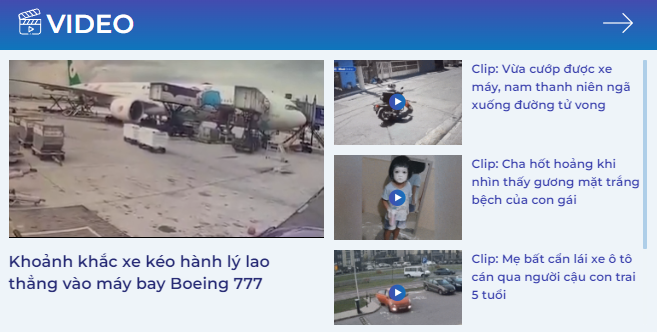 VIDEO
Khoảnh khắc xe kéo hành lý lao
thẳng vào máy bay Boeing 777
Clip: Vừa cướp được xe
máy, nam thanh niên ngã
xuống đường tử vong
Clip: Cha hốt hoảng khi
nhìn thấy gương mặt trắng
bệch của con gái
Clip: Mẹ bất cẩn lái xe ô tô
cán qua người cậu con trai
5 tuổi